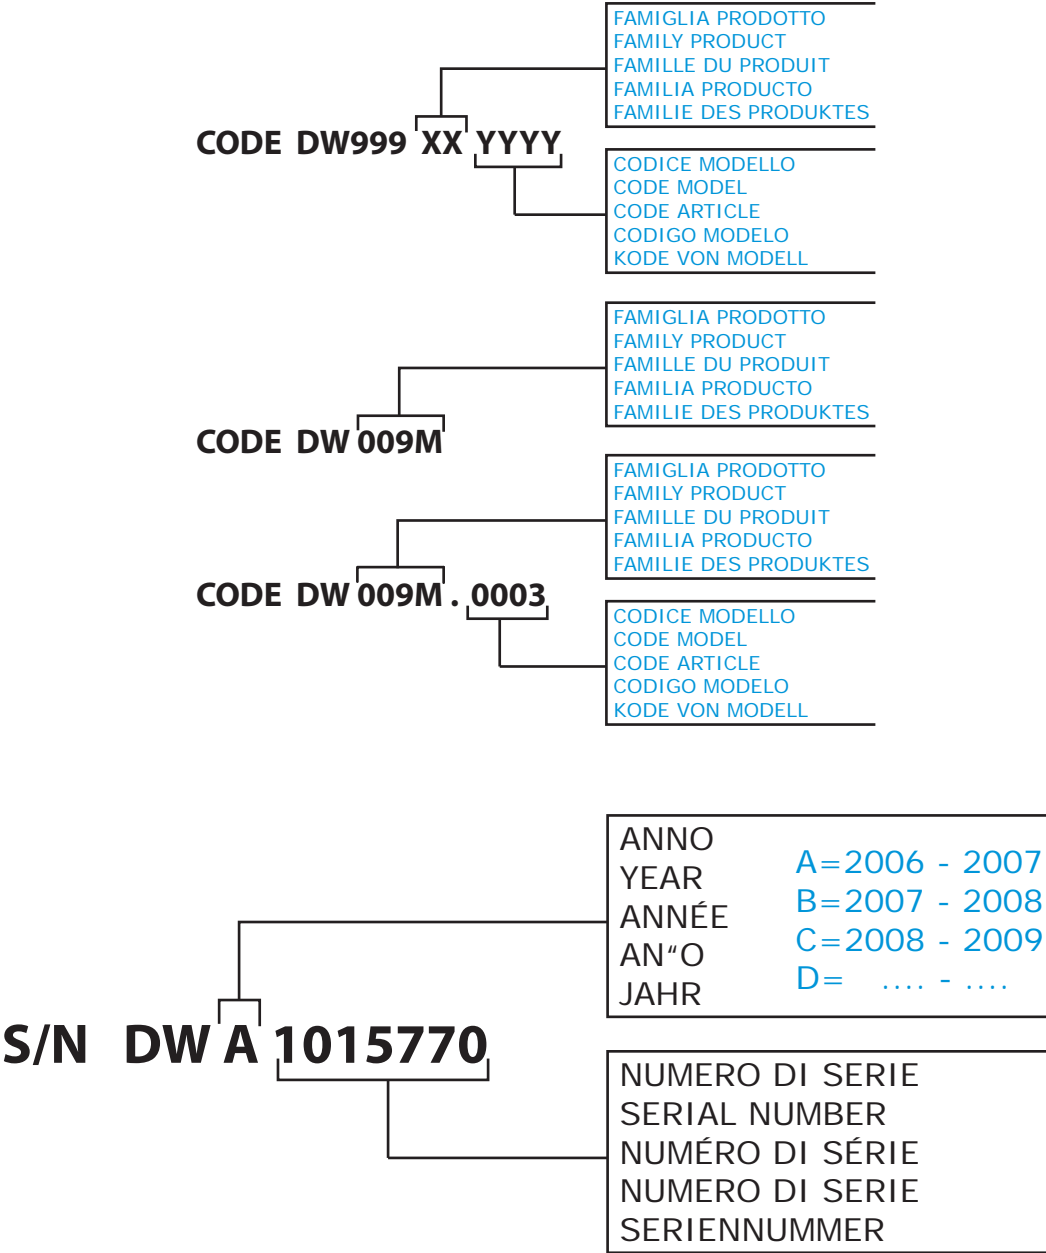 FAMIGLIA PRODOTTO
FAMILY PRODUCT
FAMILLE DU PRODUIT
FAMILIA PRODUCTO
FAMILIE DES PRODUKTES
CODE DW999 XX YYYY
CODICE MODELLO
CODE MODEL
CODE ARTICLE
CODIGO MODELO
KODE VON MODELL
FAMIGLIA PRODOTTO
FAMILY PRODUCT
FAMILLE DU PRODUIT
FAMILIA PRODUCTO
FAMILIE DES PRODUKTES
CODE DW 009M
FAMIGLIA PRODOTTO
FAMILY PRODUCT
FAMILLE DU PRODUIT
FAMILIA PRODUCTO
FAMILIE DES PRODUKTES
CODE DW 009M . 0003
CODICE MODELLO
CODE MODEL
CODE ARTICLE
CODIGO MODELO
KODE VON MODELL
ANNO
YEAR
ANNÉE
AN“O
JAHR
A=2006 - 2007
B=2007 - 2008
C=2008 - 2009
D= .... - ....
S/N DW A 1015770
NUMERO DI SERIE
SERIAL NUMBER
NUMÉRO DI SÉRIE
NUMERO DI SERIE
SERIENNUMMER